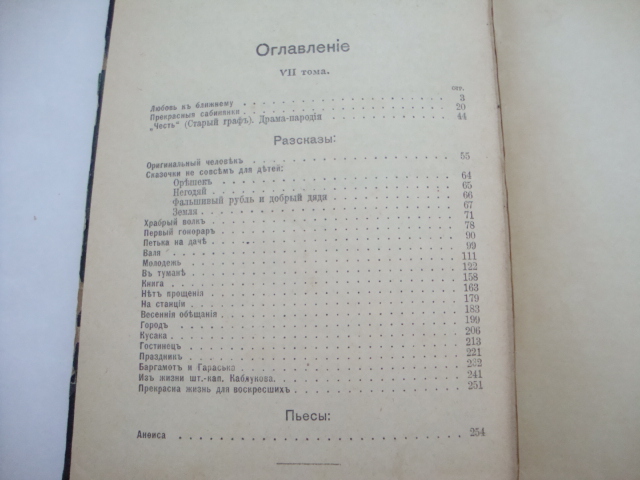 Оглавленіе
VII тома.
стр.
Любовь къ ближнему 3
Прекрасныя сабинянки 20
„Честь“ (Старый графъ). Драма-пародія 44
Разсказы:
Оригинальный человѣкъ 55
Сказочки не совсѣмъ для дѣтей:
Орѣшекъ 64
Негодяй 65
Фальшивый рубль и добрый дядя 66
Земля 67
Храбрый волкъ 71
Первый гонораръ 78
Петька на дачѣ 90
Валя 99
Молодежь 111
Въ туманѣ 122
Книга 158
Нѣтъ прощенія 163
На станціи 179
Весеннія обѣщанія 183
Городъ 199
Кусака 206
Гостинецъ 213
Праздникъ 221
Баргамотъ и Гараська 232
Изъ жизни шт.-кап. Каблукова. 241
Прекрасна жизнь для воскресшихъ 251
Пьесы:
Анфиса 254